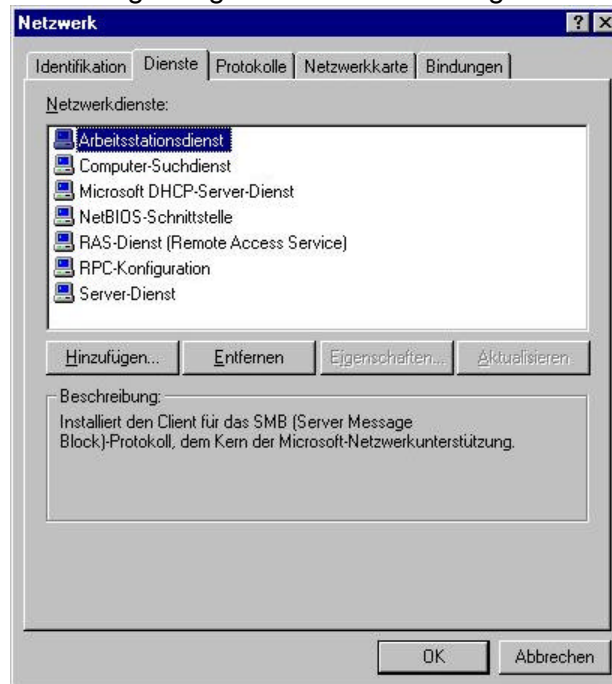 Netzwerk
Identifikation Dienste Protokolle Netzwerkkarte Bindungen
Netzwerkdienste:
Arbeitsstationsdienst
Computer-Suchdienst
Microsoft DHCP-Server-Dienst
NetBIOS-Schnittstelle
RAS-Dienst (Remote Access Service)
RPC-Konfiguration
Server-Dienst
Hinzufügen... Entfernen Eigenschaften... Aktualisieren
Beschreibung:
Installiert den Client für das SMB (Server Message
Block)-Protokoll, dem Kern der Microsoft-Netzwerkunterstützung.
OK Abbrechen